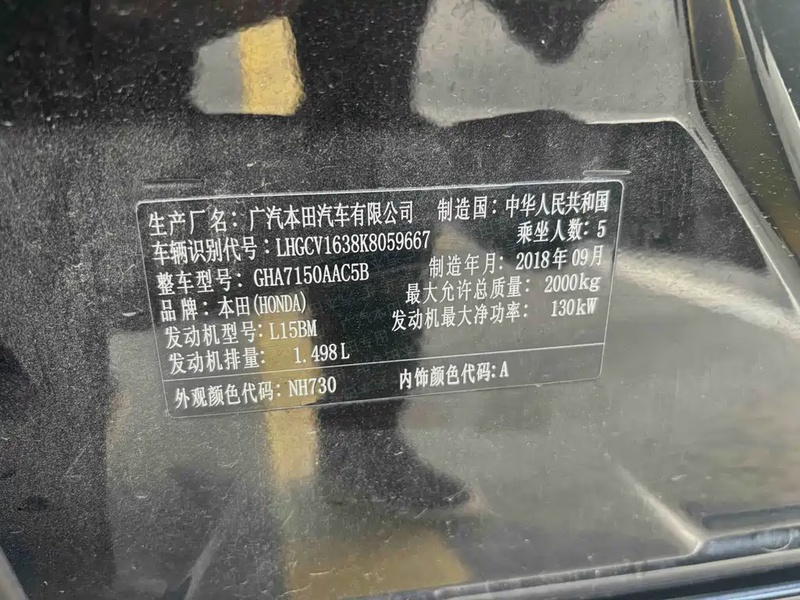 生产厂名：广汽本田汽车有限公司 制造国：中华人民共和国
车辆识别代号：LHGCV1638K8059667 乘坐人数：5
整车型号：GHA7150AAC5B 制造年月：2018年09月
品牌：本田(HONDA) 最大允许总质量：2000kg
发动机型号：L15BM 发动机最大净功率：130kW
发动机排量：1.498L
外观颜色代码：NH730 内饰颜色代码：A